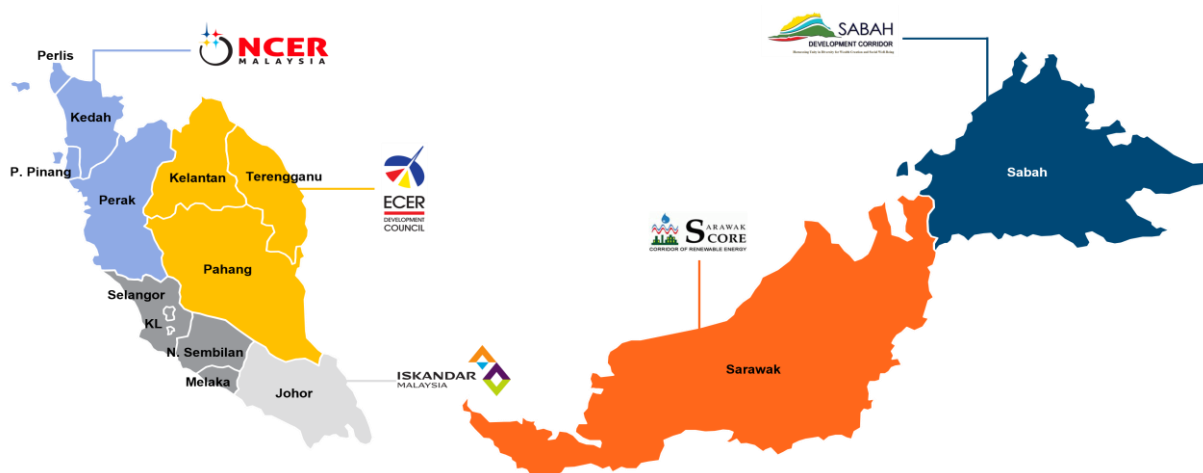 NCER
MALAYSIA
Perlis
Kedah
P. Pinang
Perak
Kelantan
Terengganu
ECER
DEVELOPMENT
COUNCIL
Pahang
Selangor
KL
N. Sembilan
Melaka
Johor
ISKANDAR
MALAYSIA
SABAH
DEVELOPMENT CORRIDOR
Sabah
SARAWAK
SCORE
CORRIDOR OF RENEWABLE ENERGY
Sarawak